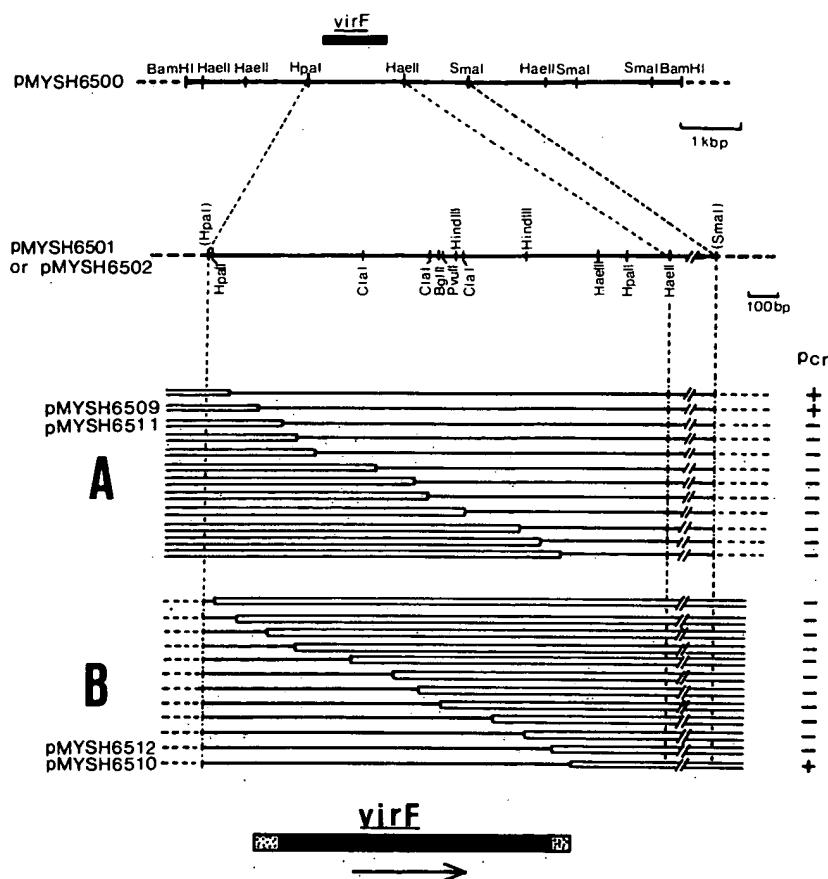 virF
BamHI HaeII HaeII HpaI HaeII SmaI HaeII SmaI SmaI BamHI
pMYSH6500
1 kbp
(HpaI) HindIII HindIII (SmaI)
pMYSH6501
or pMYSH6502
HpaII ClaI ClaI BglII PvuII ClaI HaeII HpaII HaeII
100bp
pcr
+
pMYSH6509 +
pMYSH6511 −
−
−
A −
−
−
−
−
−
−
−
−
−
−
−
B −
−
−
−
−
pMYSH6512 −
pMYSH6510 +
virF